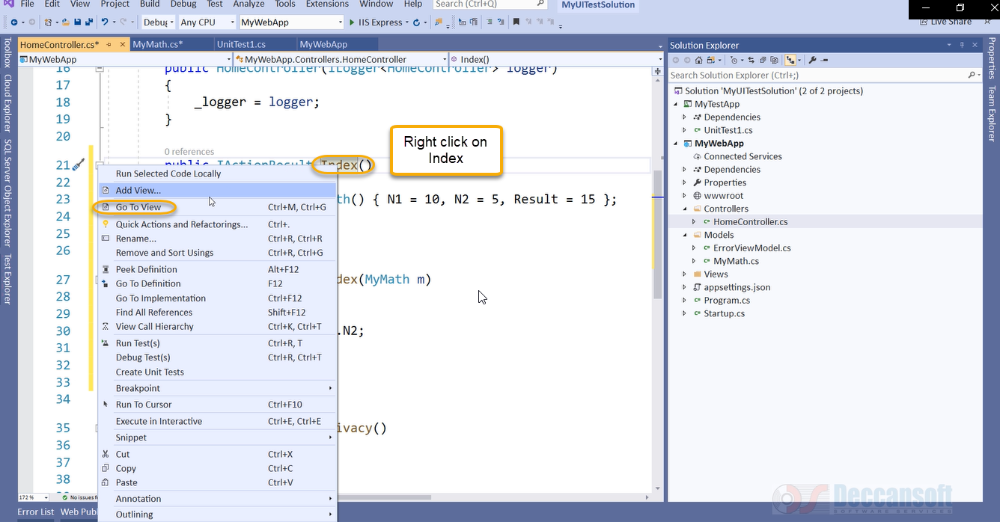 File Edit View Project Build Debug Test Analyze Tools Extensions Window Help Search (Ctrl+Q) MyUITestSolution
Debug Any CPU MyWebApp IIS Express Live Share
HomeController.cs* MyMath.cs* UnitTest1.cs MyWebApp
MyWebApp MyWebApp.Controllers.HomeController Index()
Toolbox
Cloud Explorer
SQL Server Object Explorer
Test Explorer
16 public HomeController(ILogger<HomeController> logger)
17 {
18 _logger = logger;
19 }
20
0 references
21 public IActionResult Index()
22
23 th() { N1 = 10, N2 = 5, Result = 15 };
24
25
26
27 dex(MyMath m)
28
29
30 .N2;
31
32
33
34
35 ivacy()
36
37
38
Right click on
Index
Run Selected Code Locally
Add View...
Go To View Ctrl+M, Ctrl+G
Quick Actions and Refactorings... Ctrl+.
Rename... Ctrl+R, Ctrl+R
Remove and Sort Usings Ctrl+R, Ctrl+G
Peek Definition Alt+F12
Go To Definition F12
Go To Implementation Ctrl+F12
Find All References Shift+F12
View Call Hierarchy Ctrl+K, Ctrl+T
Run Test(s) Ctrl+R, T
Debug Test(s) Ctrl+R, Ctrl+T
Create Unit Tests
Breakpoint
Run To Cursor Ctrl+F10
Execute in Interactive Ctrl+E, Ctrl+E
Snippet
Cut Ctrl+X
Copy Ctrl+C
Paste Ctrl+V
Annotation
Outlining
172 % No issues f
Error List Web Publ
Solution Explorer
Search Solution Explorer (Ctrl+;)
Solution 'MyUITestSolution' (2 of 2 projects)
MyTestApp
Dependencies
UnitTest1.cs
MyWebApp
Connected Services
Dependencies
Properties
wwwroot
Controllers
HomeController.cs
Models
ErrorViewModel.cs
MyMath.cs
Views
appsettings.json
Program.cs
Startup.cs
Properties
Team Explorer
Deccansoft
SOFTWARE SERVICES